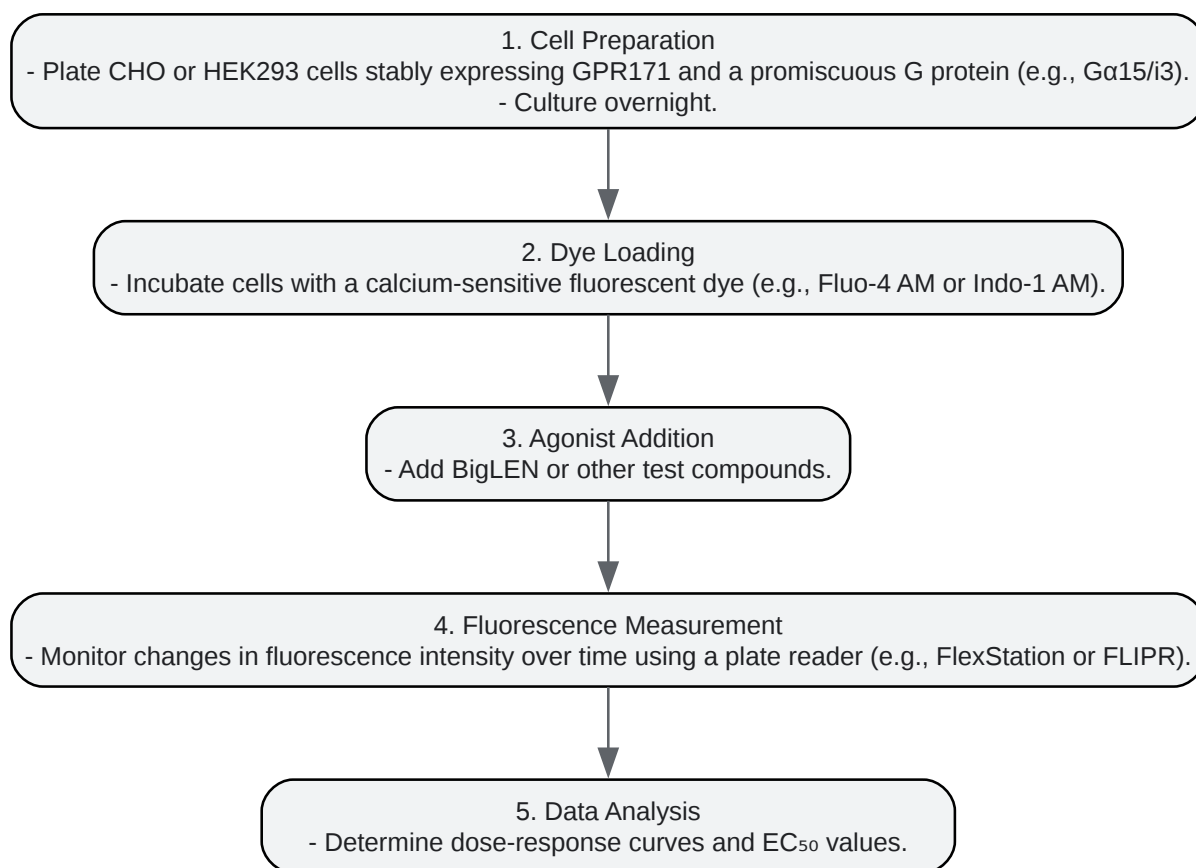 1. Cell Preparation
- Plate CHO or HEK293 cells stably expressing GPR171 and a promiscuous G protein (e.g., Gα15/i3).
- Culture overnight.
2. Dye Loading
- Incubate cells with a calcium-sensitive fluorescent dye (e.g., Fluo-4 AM or Indo-1 AM).
3. Agonist Addition
- Add BigLEN or other test compounds.
4. Fluorescence Measurement
- Monitor changes in fluorescence intensity over time using a plate reader (e.g., FlexStation or FLIPR).
5. Data Analysis
- Determine dose-response curves and EC₅₀ values.